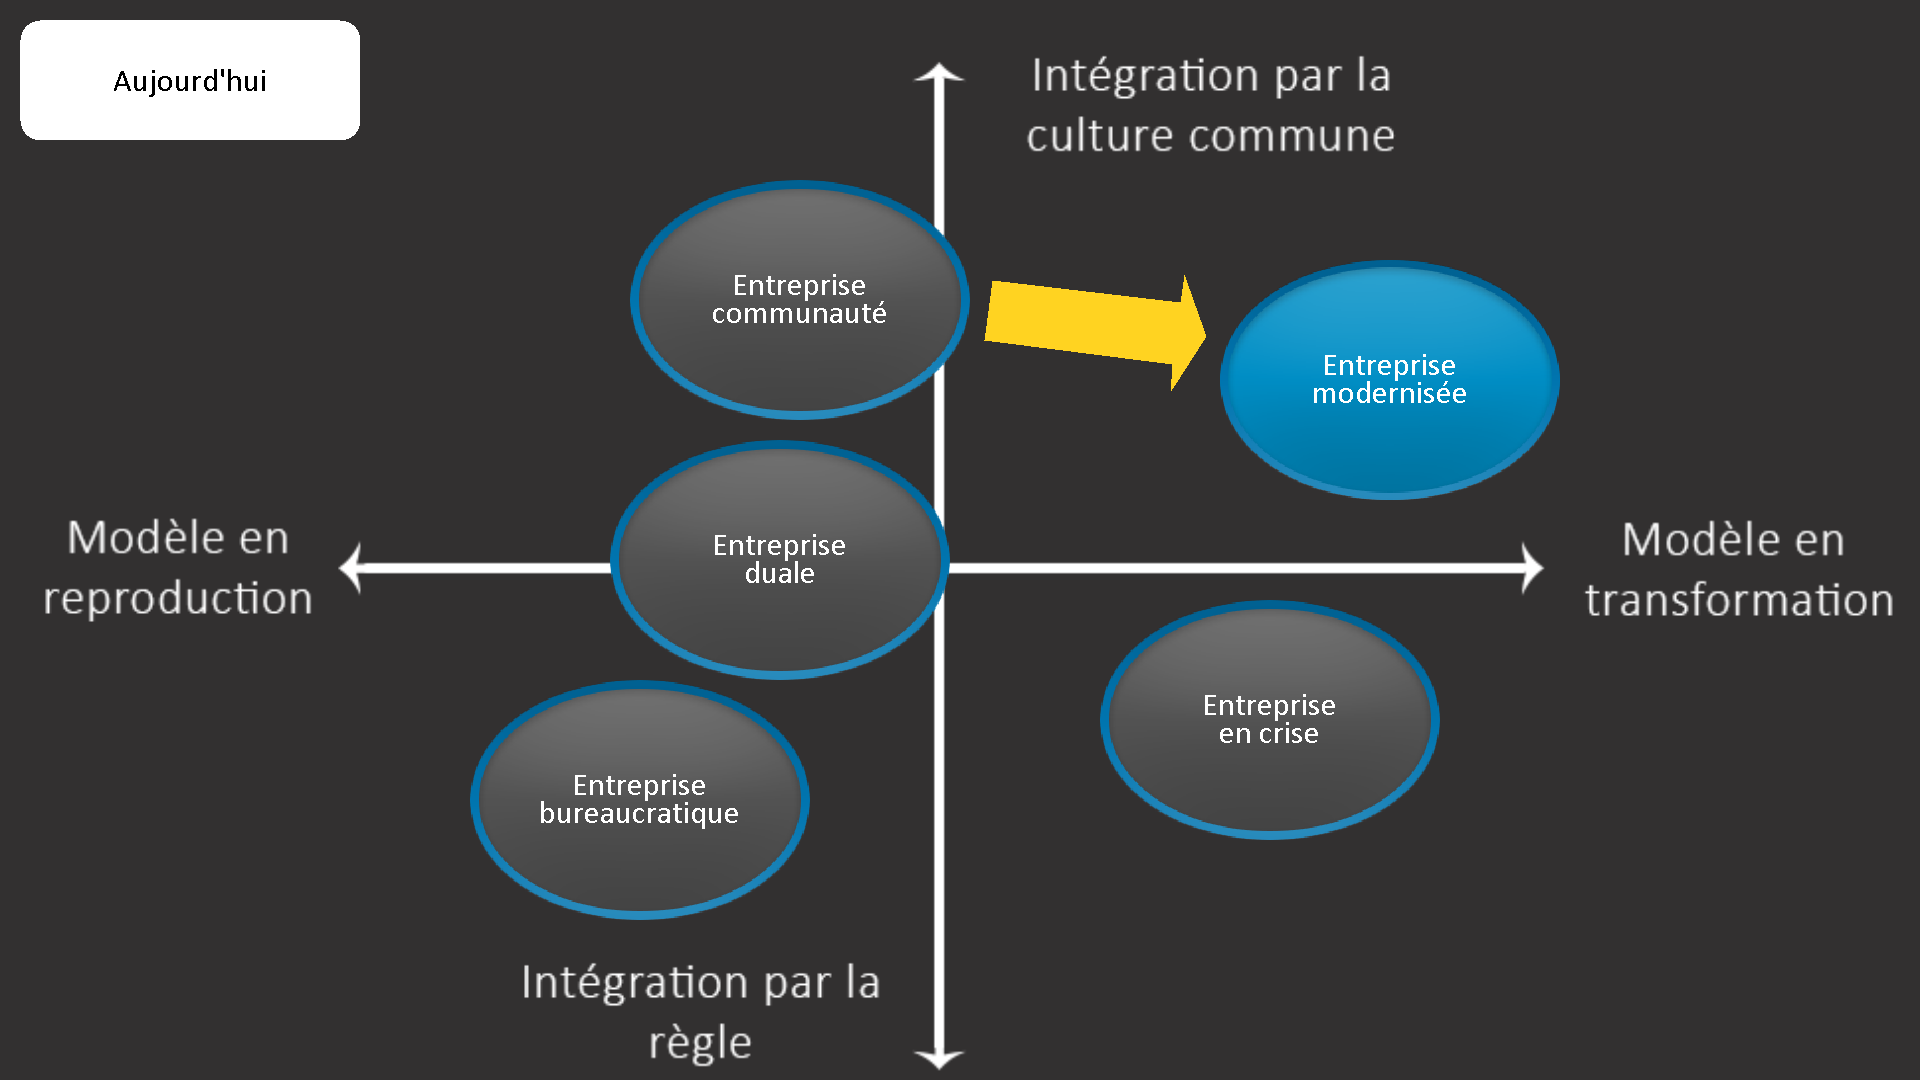 Aujourd'hui
Intégration par la
culture commune
Entreprise
communauté
Entreprise
modernisée
Modèle en
reproduction
Entreprise
duale
Modèle en
transformation
Entreprise
en crise
Entreprise
bureaucratique
Intégration par la
règle